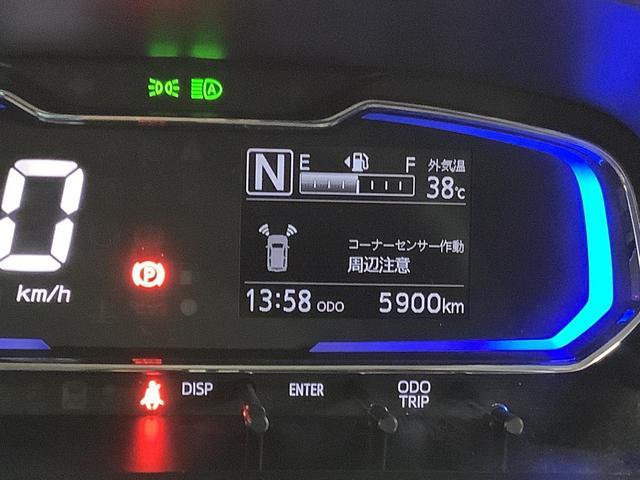 A
0
km/h
P
N
E
F
外気温
38℃
コーナーセンサー作動
周辺注意
13:58
ODO
5900km
DISP
ENTER
ODO
TRIP